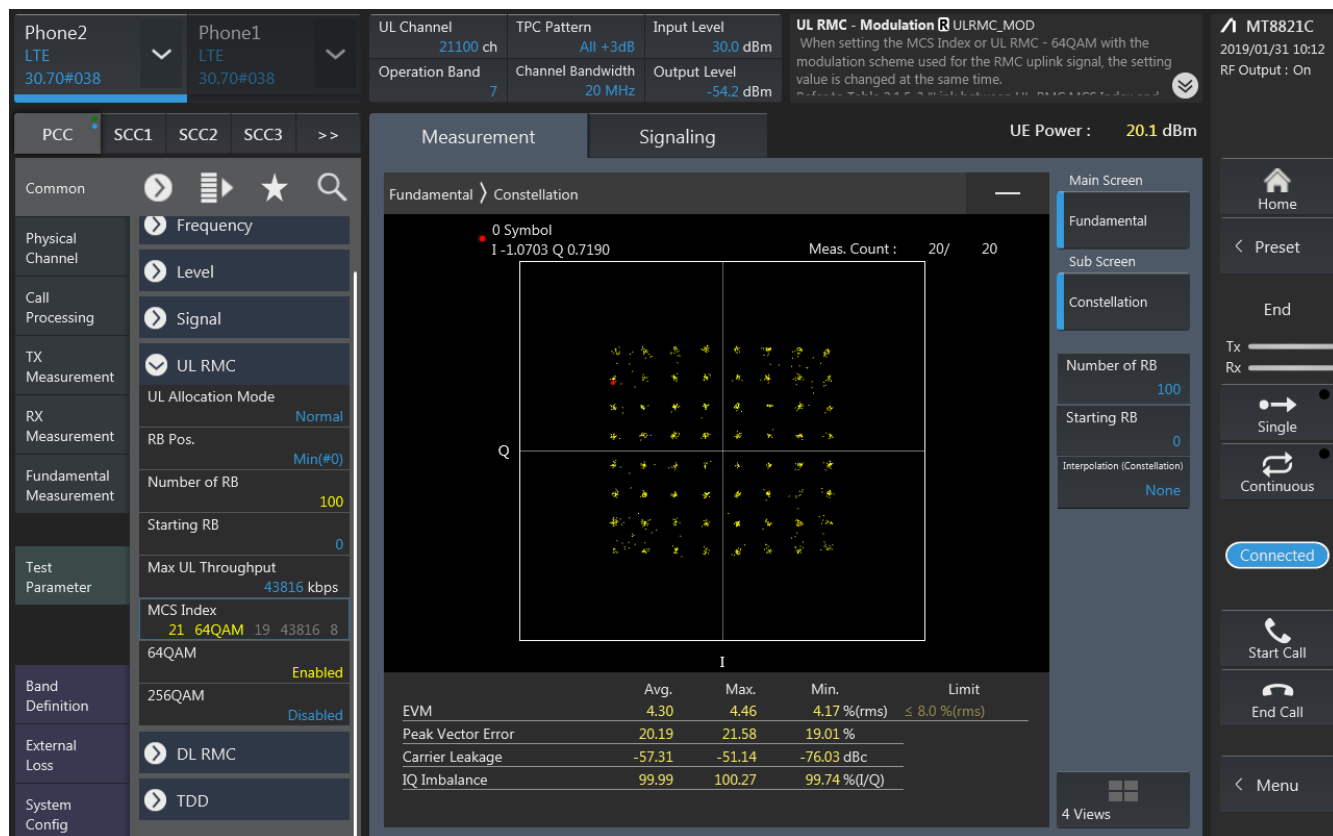 Phone2
LTE
30.70#038
Phone1
LTE
30.70#038
UL Channel
21100 ch
TPC Pattern
All +3dB
Input Level
30.0 dBm
Operation Band
7
Channel Bandwidth
20 MHz
Output Level
-54.2 dBm
UL RMC - Modulation R ULRMC_MOD
When setting the MCS Index or UL RMC - 64QAM with the
modulation scheme used for the RMC uplink signal, the setting
value is changed at the same time.
MT8821C
2019/01/31 10:12
RF Output : On
PCC
SCC1
SCC2
SCC3
>>
Measurement
Signaling
UE Power :
20.1 dBm
Common
Physical
Channel
Call
Processing
TX
Measurement
RX
Measurement
Fundamental
Measurement
Test
Parameter
Band
Definition
External
Loss
System
Config
Frequency
Level
Signal
UL RMC
UL Allocation Mode
Normal
RB Pos.
Min(#0)
Number of RB
100
Starting RB
0
Max UL Throughput
43816 kbps
MCS Index
21 64QAM 19 43816 8
64QAM
Enabled
256QAM
Disabled
DL RMC
TDD
Fundamental 〉 Constellation
0 Symbol
I -1.0703 Q 0.7190
Meas. Count : 20/ 20
Q
I
Avg. Max. Min. Limit
EVM 4.30 4.46 4.17 %(rms) ≤ 8.0 %(rms)
Peak Vector Error 20.19 21.58 19.01 %
Carrier Leakage -57.31 -51.14 -76.03 dBc
IQ Imbalance 99.99 100.27 99.74 %(I/Q)
Main Screen
Fundamental
Sub Screen
Constellation
Number of RB
100
Starting RB
0
Interpolation (Constellation)
None
4 Views
Home
< Preset
End
Tx
Rx
Single
Continuous
Connected
Start Call
End Call
< Menu